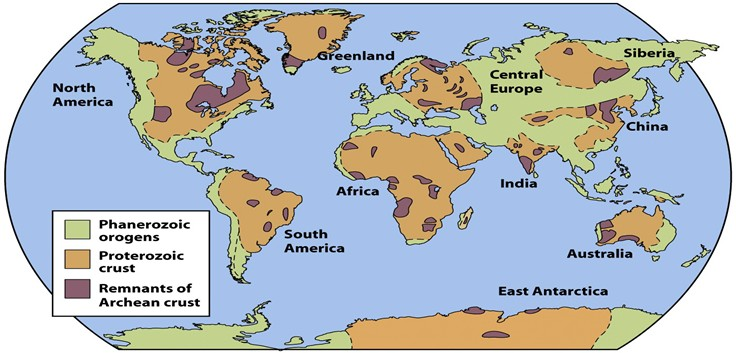 Greenland
Siberia
North
America
Central
Europe
China
India
Africa
South
America
Australia
East Antarctica
Phanerozoic
orogens
Proterozoic
crust
Remnants of
Archean crust